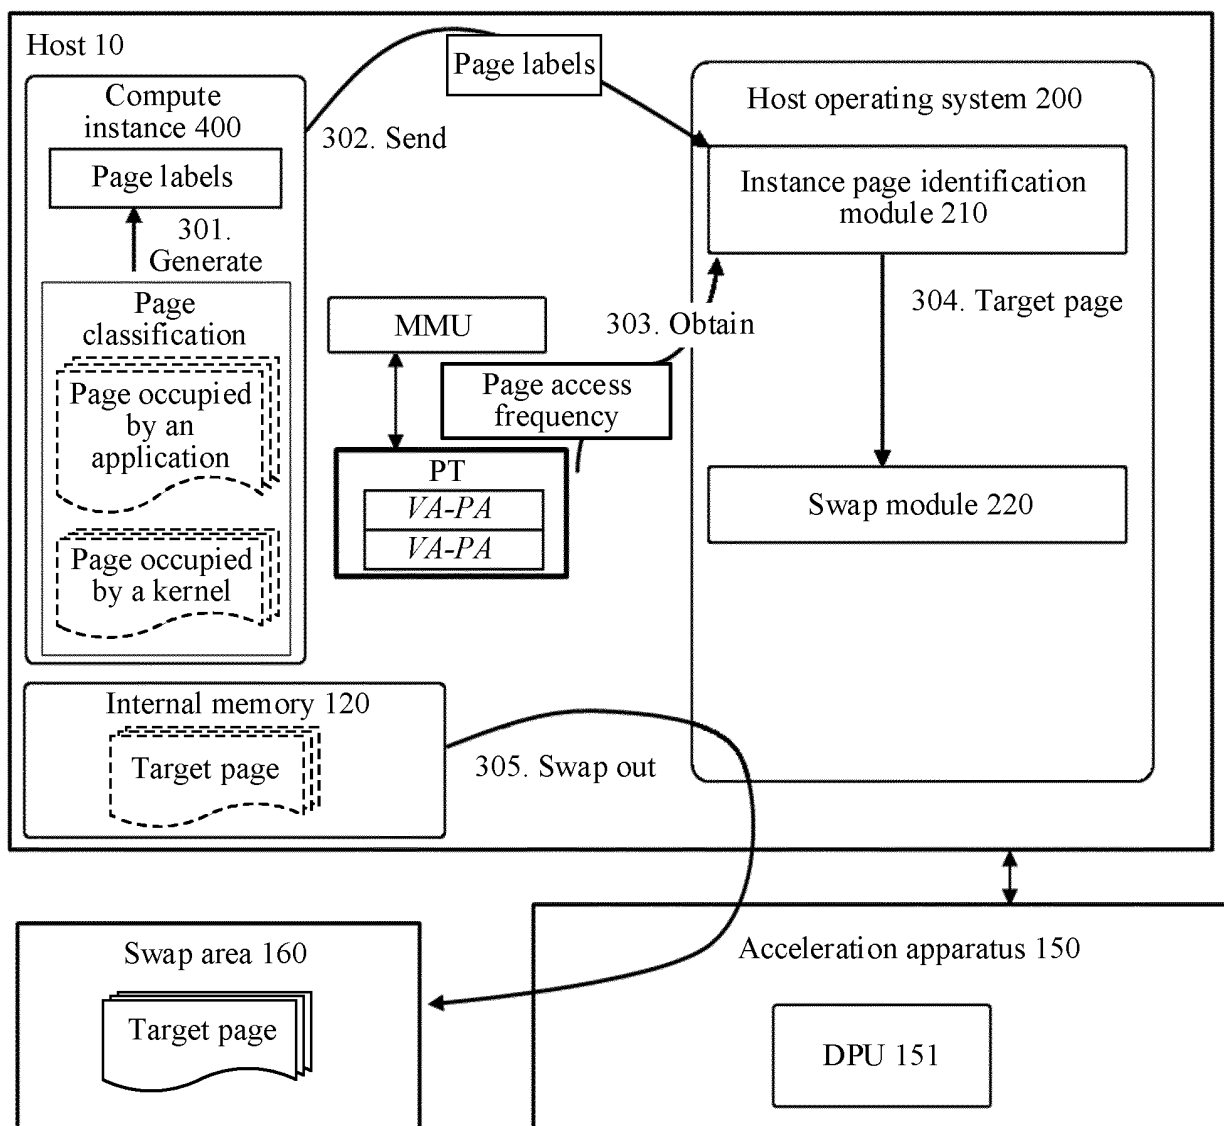 Host 10
Compute
instance 400
Page labels
301.
Generate
Page
classification
Page occupied
by an
application
Page occupied
by a kernel
302. Send
Page labels
Host operating system 200
Instance page identification
module 210
303. Obtain
304. Target page
MMU
Page access
frequency
PT
VA-PA
VA-PA
Swap module 220
Internal memory 120
Target page
305. Swap out
Swap area 160
Target page
Acceleration apparatus 150
DPU 151